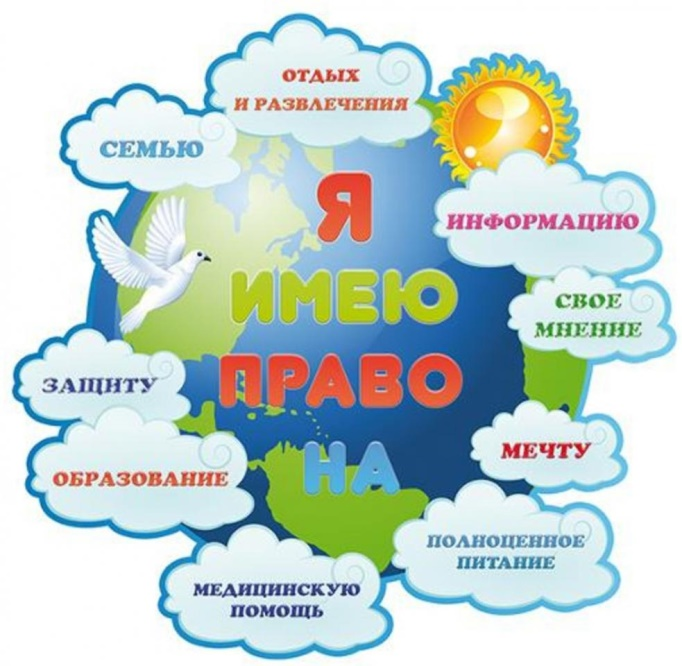 ОТДЫХ
И РАЗВЛЕЧЕНИЯ
СЕМЬЮ
Я
ИМЕЮ
ПРАВО
НА
ИНФОРМАЦИЮ
СВОЕ
МНЕНИЕ
ЗАЩИТУ
МЕЧТУ
ОБРАЗОВАНИЕ
ПОЛНОЦЕННОЕ
ПИТАНИЕ
МЕДИЦИНСКУЮ
ПОМОЩЬ